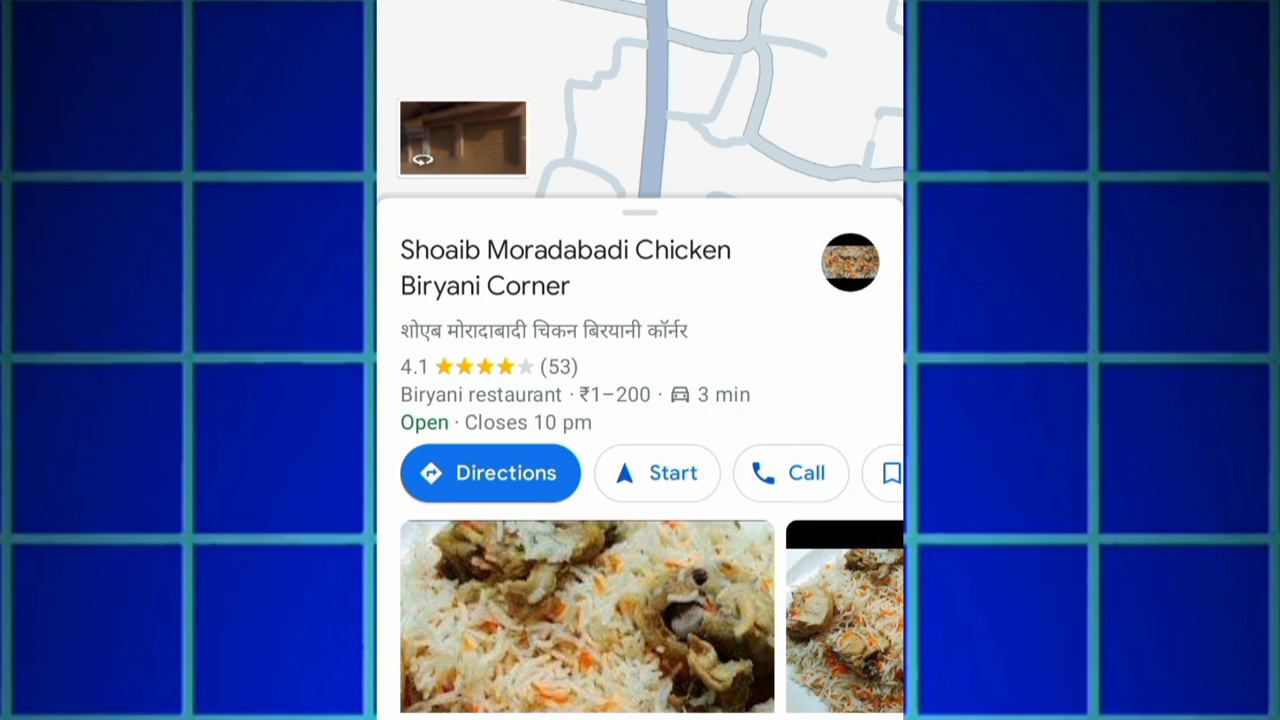 Shoaib Moradabadi Chicken
Biryani Corner
शोएब मोरादाबादी चिकन बिरयानी कॉर्नर
4.1 ★★★★★ (53)
Biryani restaurant · ₹1–200 · 3 min
Open · Closes 10 pm
Directions Start Call